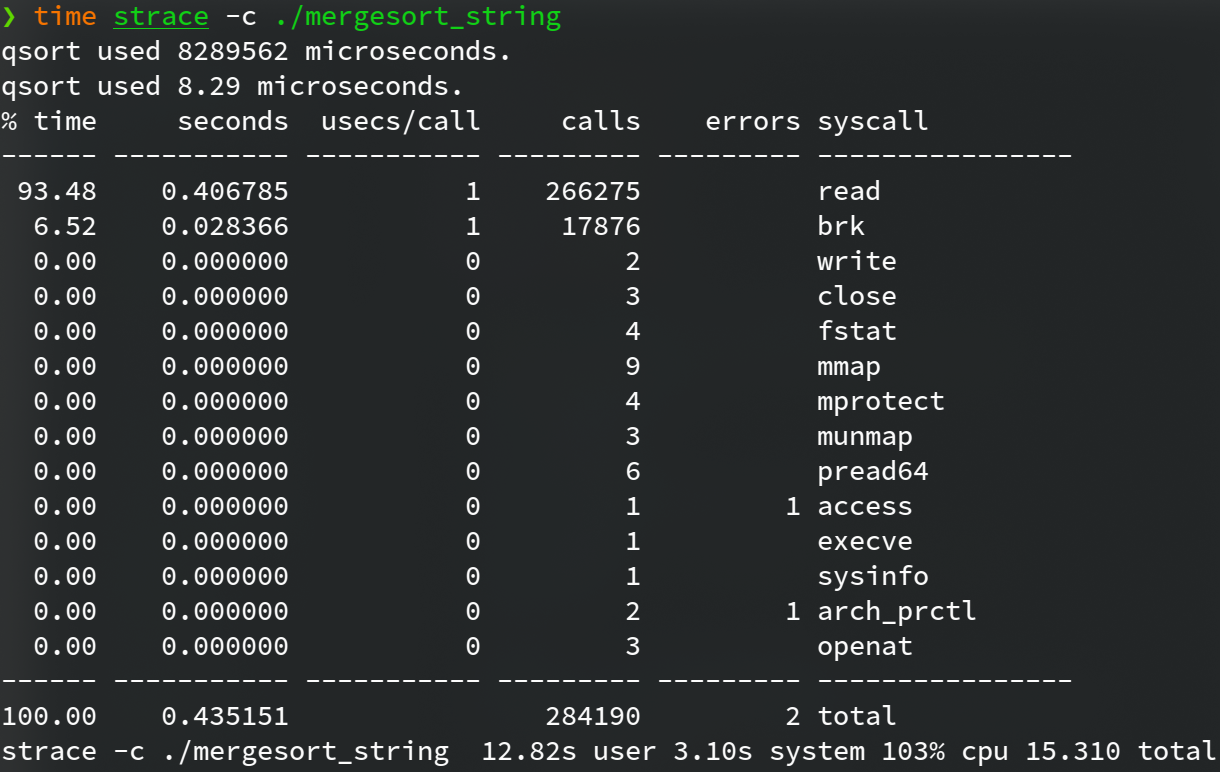 ❯ time strace -c ./mergesort_string
qsort used 8289562 microseconds.
qsort used 8.29 microseconds.
% time     seconds  usecs/call     calls    errors syscall
------ ----------- ----------- --------- --------- ----------------
 93.48    0.406785           1    266275           read
  6.52    0.028366           1     17876           brk
  0.00    0.000000           0         2           write
  0.00    0.000000           0         3           close
  0.00    0.000000           0         4           fstat
  0.00    0.000000           0         9           mmap
  0.00    0.000000           0         4           mprotect
  0.00    0.000000           0         3           munmap
  0.00    0.000000           0         6           pread64
  0.00    0.000000           0         1         1 access
  0.00    0.000000           0         1           execve
  0.00    0.000000           0         1           sysinfo
  0.00    0.000000           0         2         1 arch_prctl
  0.00    0.000000           0         3           openat
------ ----------- ----------- --------- --------- ----------------
100.00    0.435151                284190         2 total
strace -c ./mergesort_string  12.82s user 3.10s system 103% cpu 15.310 total